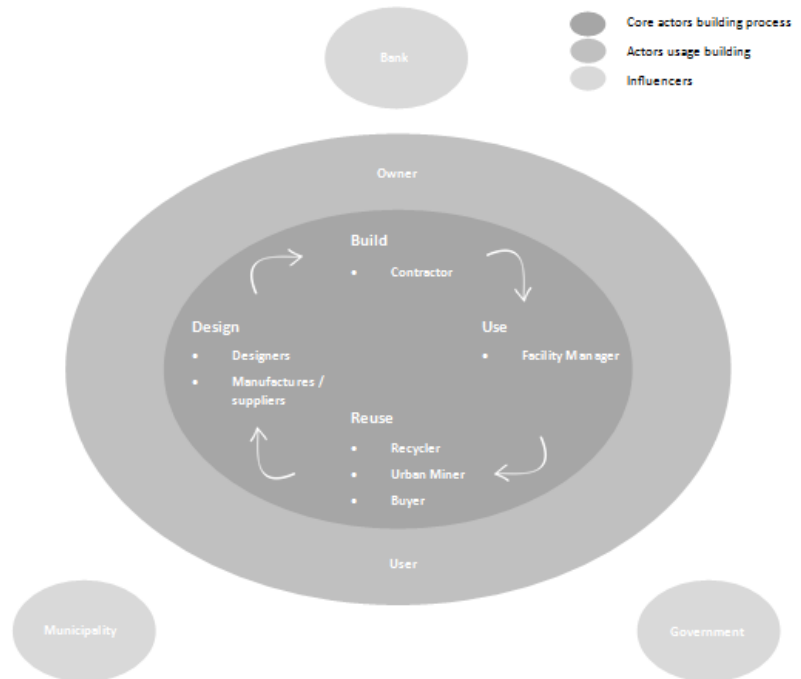 Core actors building process
Actors usage building
Influencers
Bank
Owner
Build
• Contractor
Design
• Designers
• Manufactures /
suppliers
Use
• Facility Manager
Reuse
• Recycler
• Urban Miner
• Buyer
User
Municipality
Government